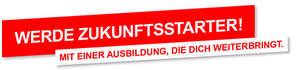 WERDE ZUKUNFTSSTARTER!
MIT EINER AUSBILDUNG, DIE DICH WEITERBRINGT.